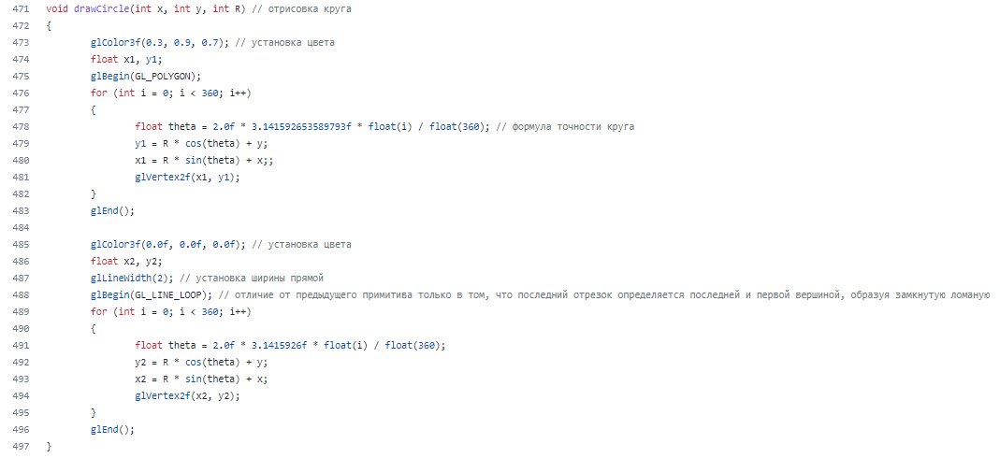 471 void drawCircle(int x, int y, int R) // отрисовка круга
472 {
473 glColor3f(0.3, 0.9, 0.7); // установка цвета
474 float x1, y1;
475 glBegin(GL_POLYGON);
476 for (int i = 0; i < 360; i++)
477 {
478 float theta = 2.0f * 3.141592653589793f * float(i) / float(360); // формула точности круга
479 y1 = R * cos(theta) + y;
480 x1 = R * sin(theta) + x;;
481 glVertex2f(x1, y1);
482 }
483 glEnd();
484
485 glColor3f(0.0f, 0.0f, 0.0f); // установка цвета
486 float x2, y2;
487 glLineWidth(2); // установка ширины прямой
488 glBegin(GL_LINE_LOOP); // отличие от предыдущего примитива только в том, что последний отрезок определяется последней и первой вершиной, образуя замкнутую ломаную
489 for (int i = 0; i < 360; i++)
490 {
491 float theta = 2.0f * 3.1415926f * float(i) / float(360);
492 y2 = R * cos(theta) + y;
493 x2 = R * sin(theta) + x;
494 glVertex2f(x2, y2);
495 }
496 glEnd();
497 }